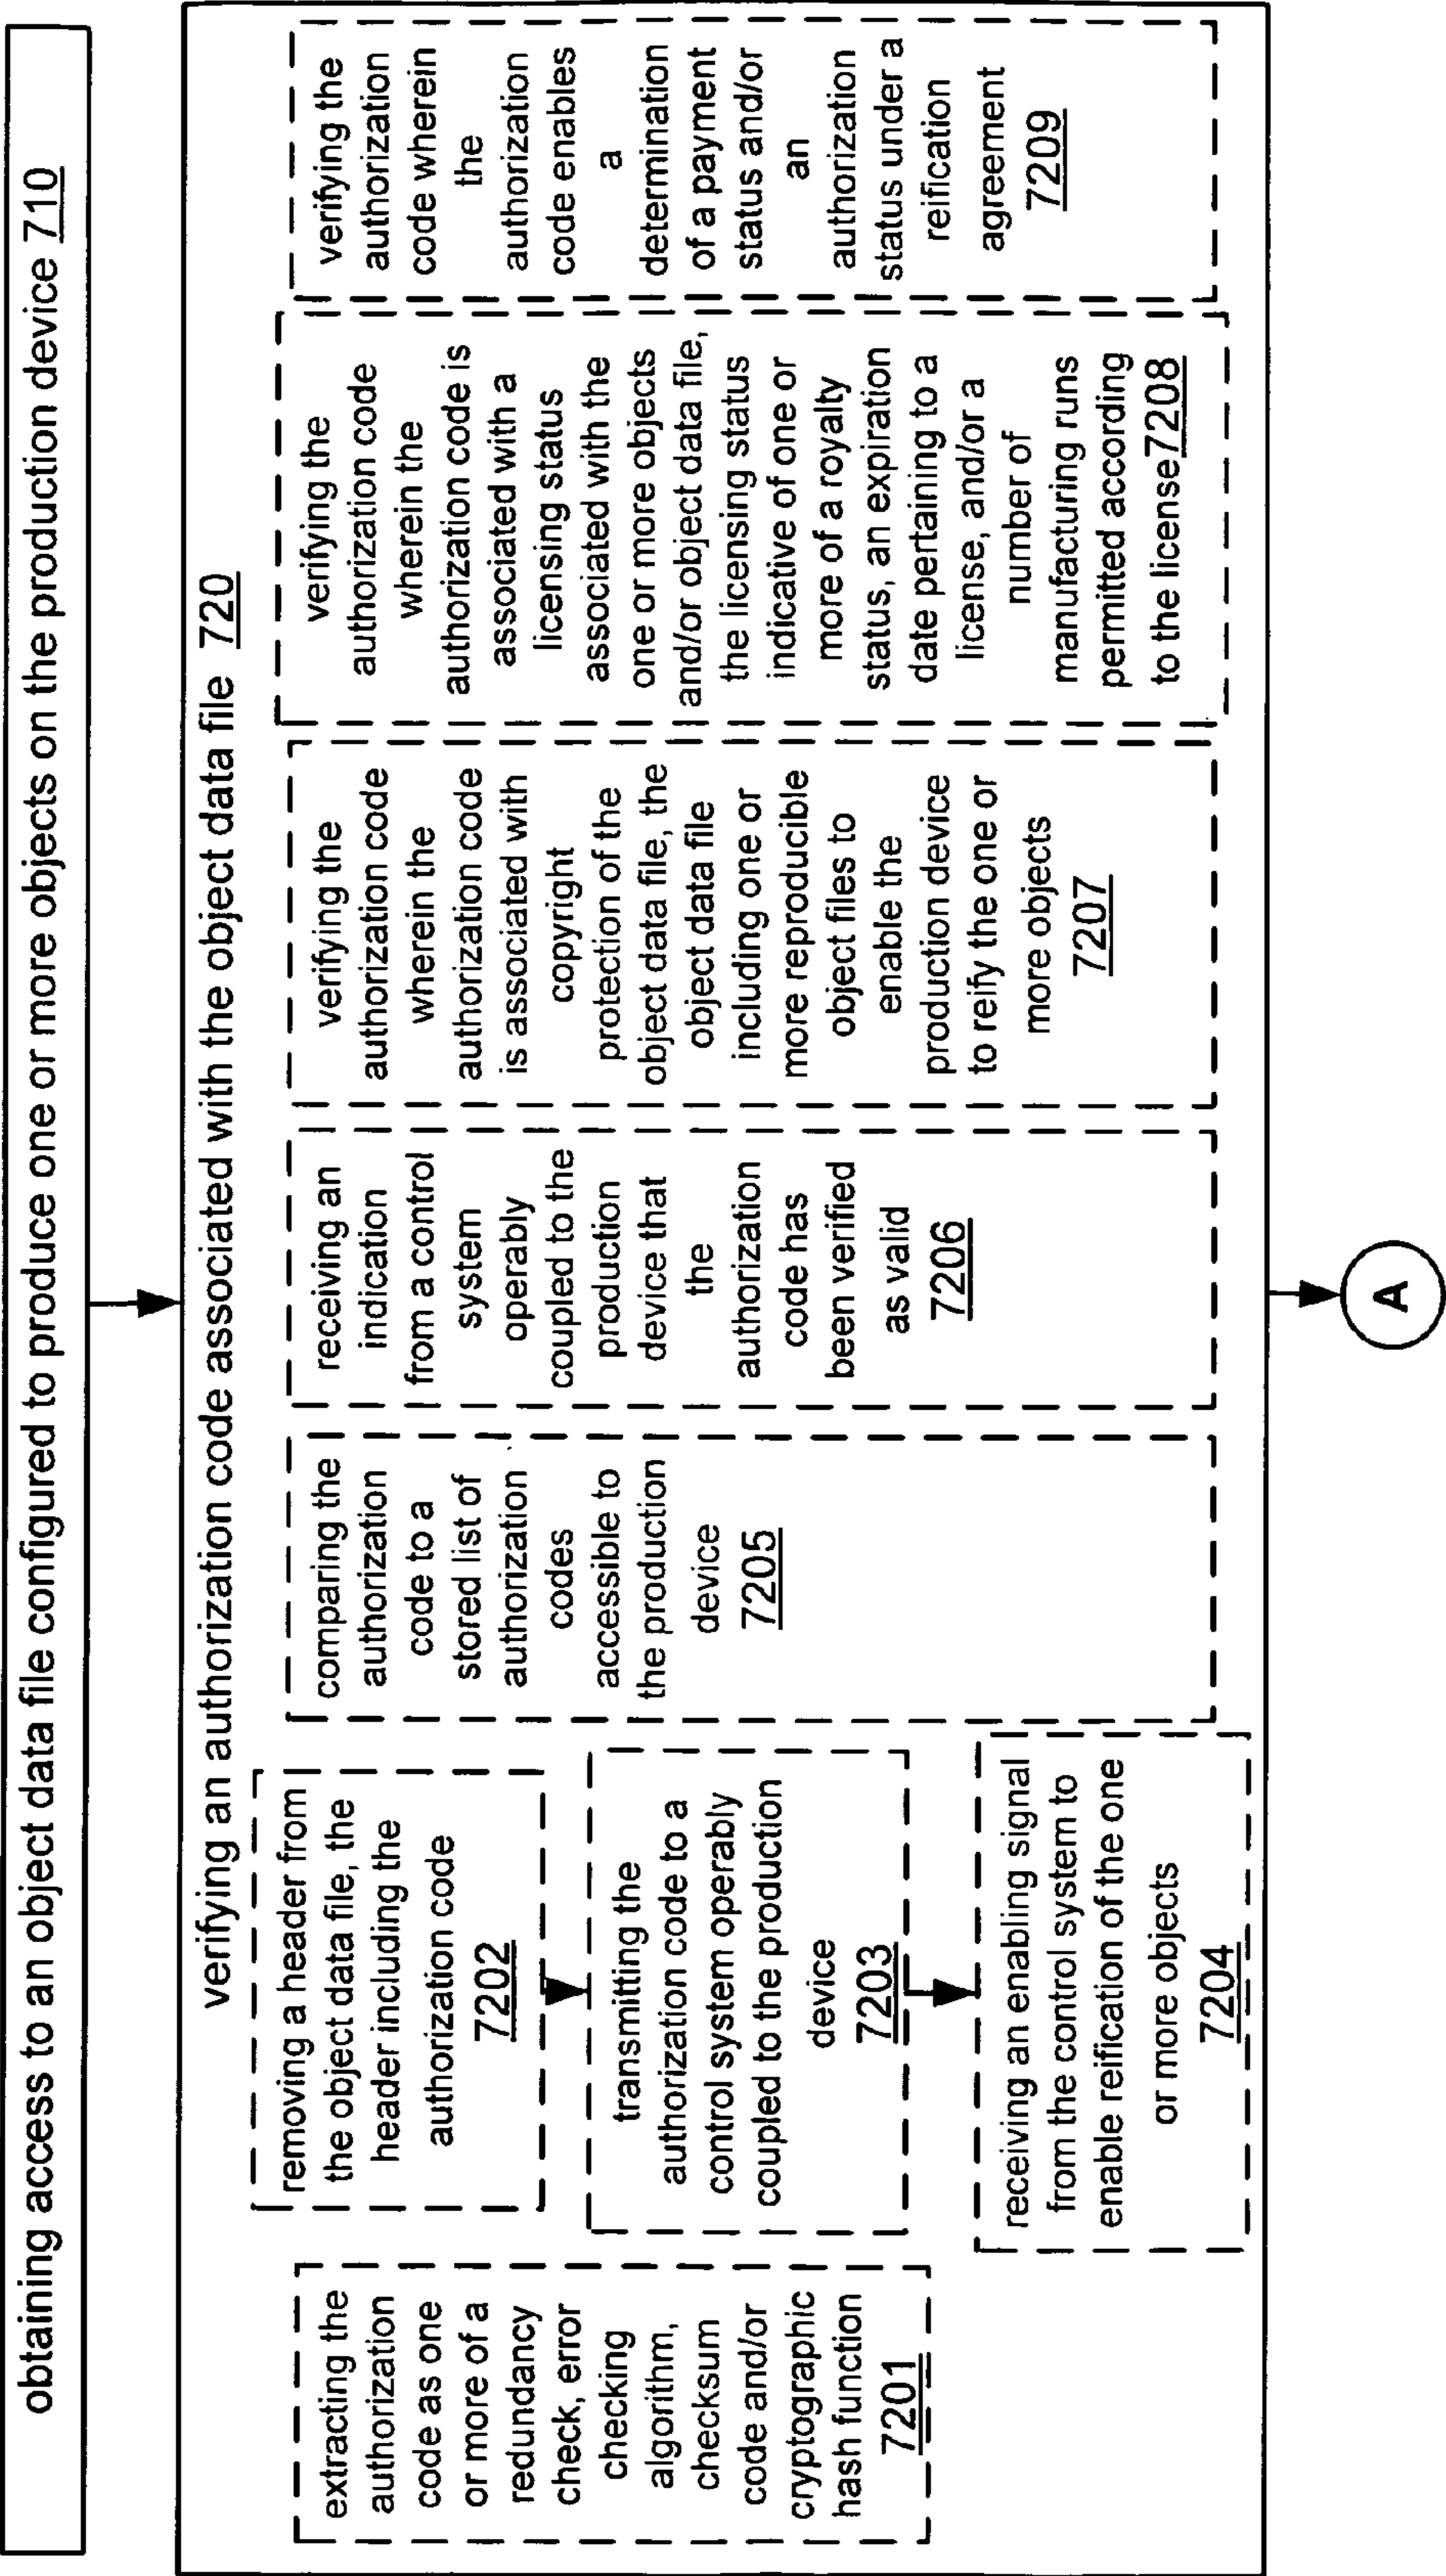 obtaining access to an object data file configured to produce one or more objects on the production device 710
verifying an authorization code associated with the object data file 720
extracting the
authorization
code as one
or more of a
redundancy
check, error
checking
algorithm,
checksum
code and/or
cryptographic
hash function
7201
removing a header from
the object data file, the
header including the
authorization code
7202
transmitting the
authorization code to a
control system operably
coupled to the production
device
7203
receiving an enabling signal
from the control system to
enable reification of the one
or more objects
7204
comparing the
authorization
code to a
stored list of
authorization
codes
accessible to
the production
device
7205
receiving an
indication
from a control
system
operably
coupled to the
production
device that
the
authorization
code has
been verified
as valid
7206
verifying the
authorization code
wherein the
authorization code
is associated with
copyright
protection of the
object data file, the
object data file
including one or
more reproducible
object files to
enable the
production device
to reify the one or
more objects
7207
verifying the
authorization code
wherein the
authorization code is
associated with a
licensing status
associated with the
one or more objects
and/or object data file,
the licensing status
indicative of one or
more of a royalty
status, an expiration
date pertaining to a
license, and/or a
number of
manufacturing runs
permitted according
to the license7208
verifying the
authorization
code wherein
the
authorization
code enables
a
determination
of a payment
status and/or
an
authorization
status under a
reification
agreement
7209
A